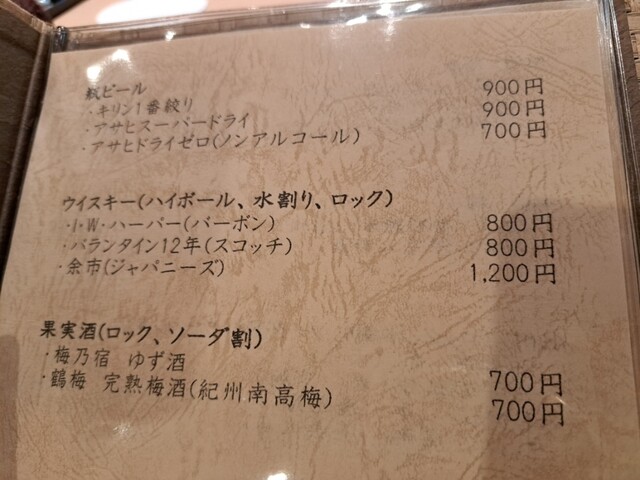 瓶ビール
・キリン1番絞り 900円
・アサヒスーパードライ 900円
・アサヒドライゼロ(ノンアルコール) 700円
ウイスキー(ハイボール、水割り、ロック)
・I・W・ハーパー(バーボン) 800円
・バランタイン12年(スコッチ) 800円
・余市(ジャパニーズ) 1,200円
果実酒(ロック、ソーダ割)
・梅乃宿 ゆず酒 700円
・鶴梅 完熟梅酒(紀州南高梅) 700円